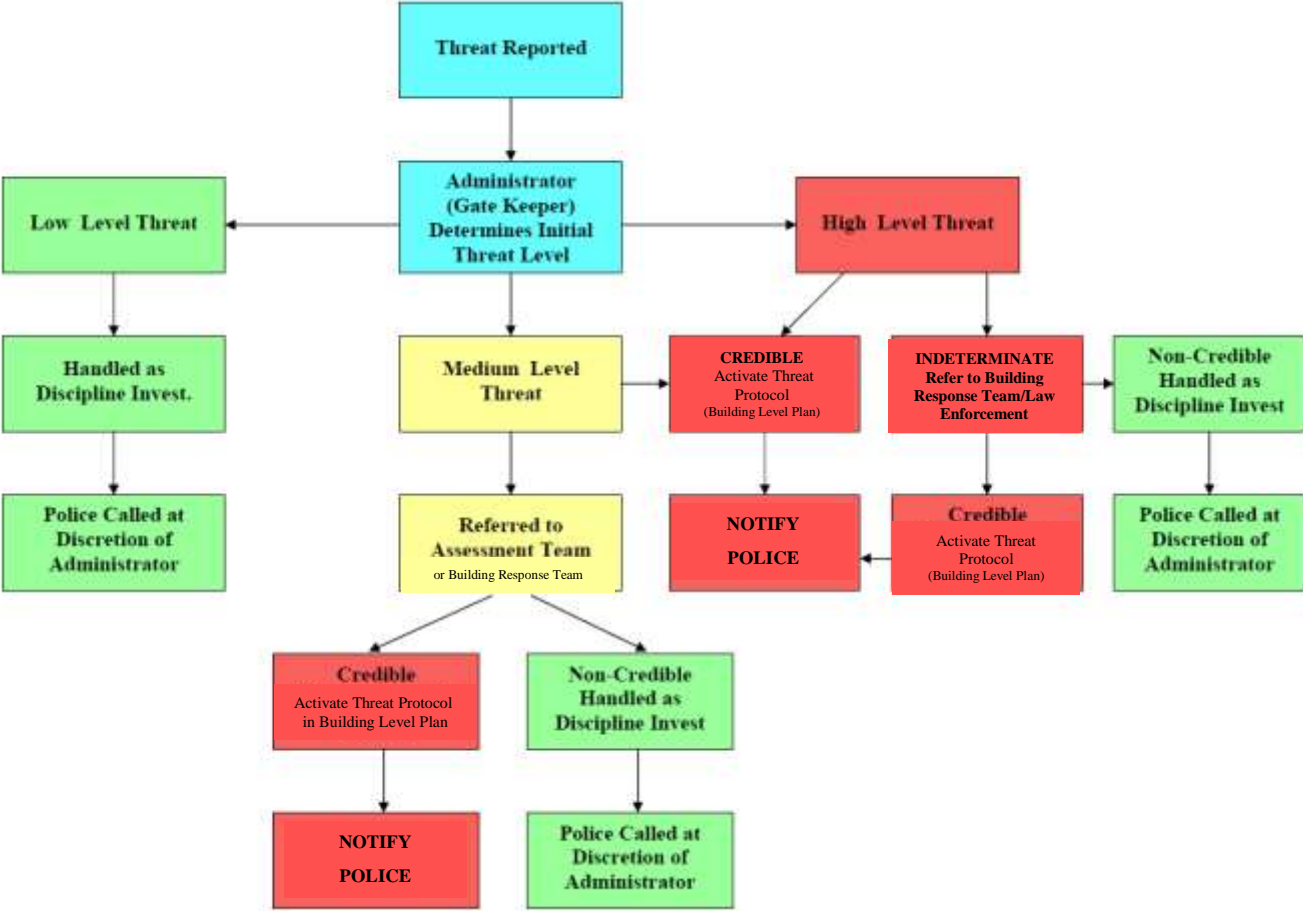 Threat Reported
Administrator
(Gate Keeper)
Determines Initial
Threat Level
Low Level Threat
High Level Threat
Handled as
Discipline Invest.
Medium Level
Threat
CREDIBLE
Activate Threat
Protocol
(Building Level Plan)
INDETERMINATE
Refer to Building
Response Team/Law
Enforcement
Non-Credible
Handled as
Discipline Invest
Police Called at
Discretion of
Administrator
Referred to
Assessment Team
or Building Response Team
NOTIFY
POLICE
Credible
Activate Threat
Protocol
(Building Level Plan)
Police Called at
Discretion of
Administrator
Credible
Activate Threat Protocol
in Building Level Plan
Non-Credible
Handled as
Discipline Invest
NOTIFY
POLICE
Police Called at
Discretion of
Administrator